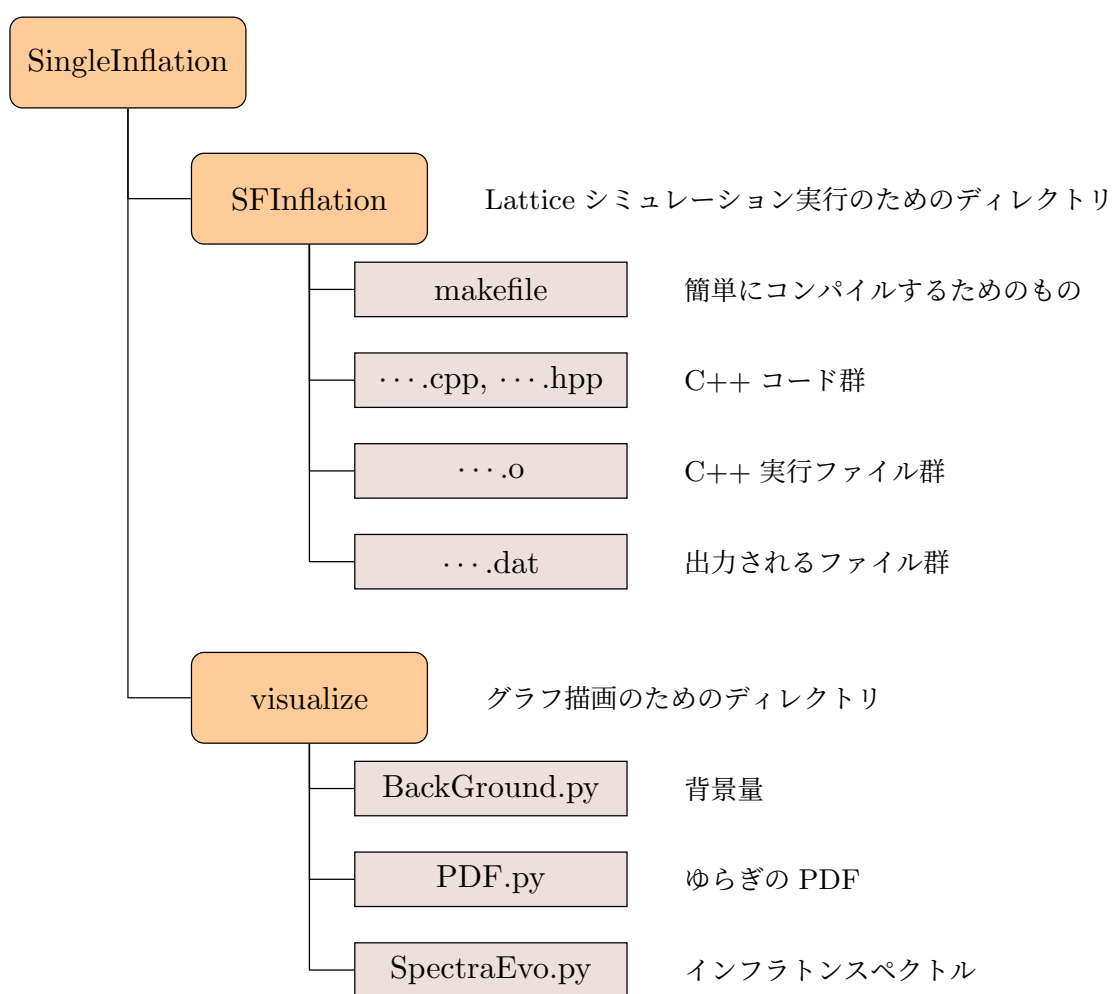 SingleInflation
SFInflation Lattice シミュレーション実行のためのディレクトリ
makefile 簡単にコンパイルするためのもの
· · · .cpp, · · · .hpp C++ コード群
· · · .o C++ 実行ファイル群
· · · .dat 出力されるファイル群
visualize グラフ描画のためのディレクトリ
BackGround.py 背景量
PDF.py ゆらぎの PDF
SpectraEvo.py インフラトンスペクトル